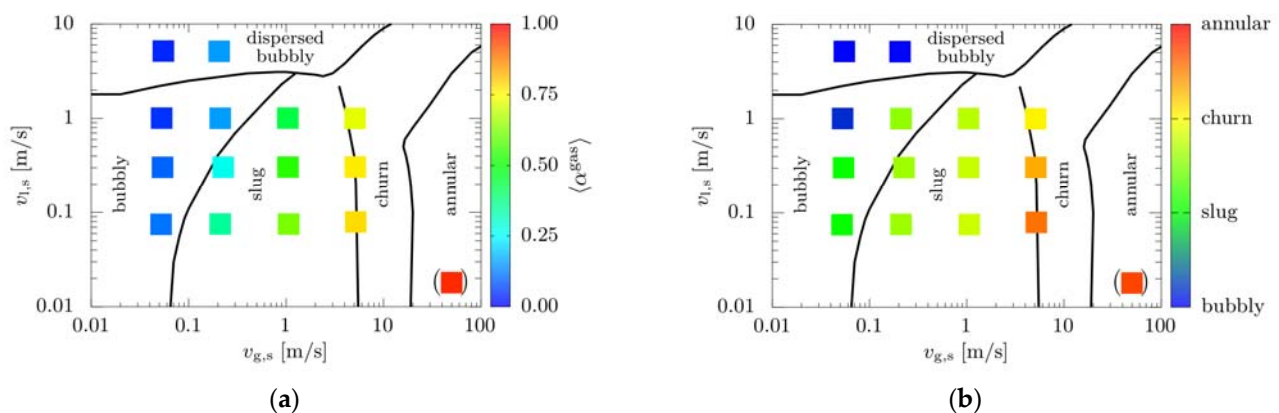 10
1
0.1
0.01
v_l,s [m/s]
0.01
0.1
1
10
100
v_g,s [m/s]
dispersed
bubbly
bubbly
slug
churn
annular
( )
1.00
0.75
0.50
0.25
0.00
⟨α^gas⟩
(a)
10
1
0.1
0.01
v_l,s [m/s]
0.01
0.1
1
10
100
v_g,s [m/s]
dispersed
bubbly
bubbly
slug
churn
annular
( )
annular
churn
slug
bubbly
(b)